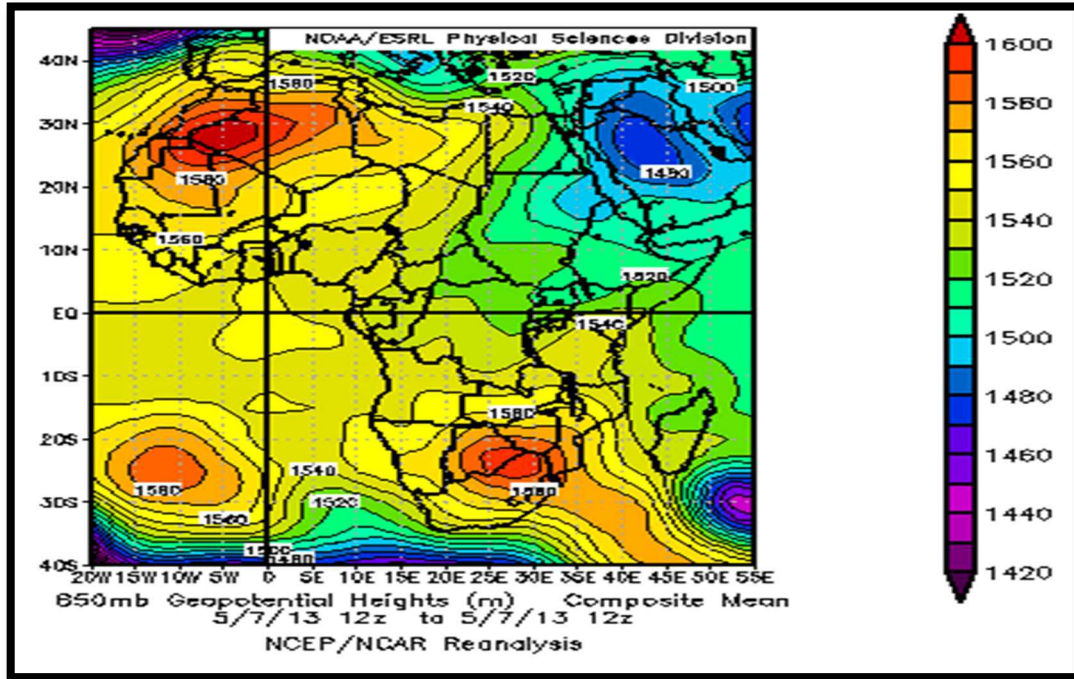 NOAA/ESRL Physical Sciences Division
40N
1520
1580
1500
1540
30N
1580
1480
20N
1560
10N
1520
EQ
1540
10S
20S
1540
1580
1580
1520
30S
1560
1500
1480
40S
20W 15W 10W 5W 0 5E 10E 15E 20E 25E 30E 35E 40E 45E 50E 55E
850mb Geopotential Heights (m) Composite Mean
5/7/13 12z to 5/7/13 12z
NCEP/NCAR Reanalysis
1600
1580
1560
1540
1520
1500
1480
1460
1440
1420